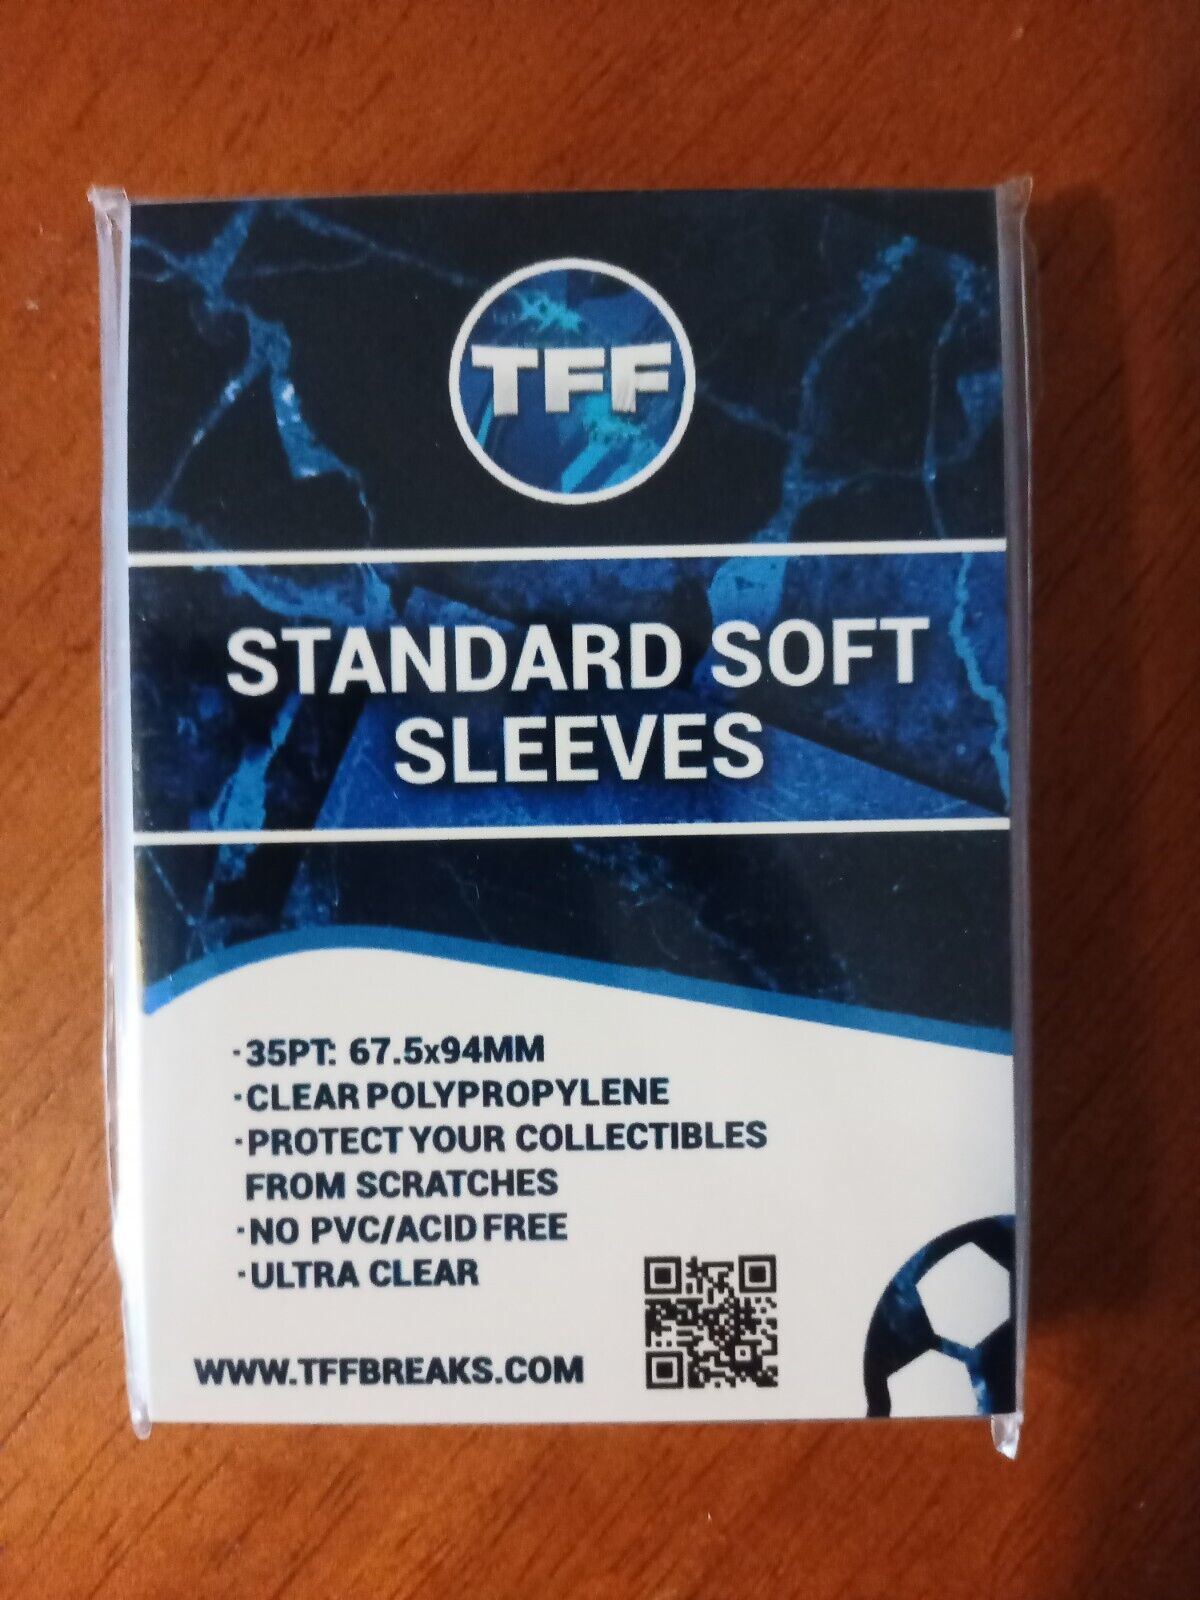 TFF
STANDARD SOFT
SLEEVES
·35PT: 67.5x94MM
·CLEAR POLYPROPYLENE
·PROTECT YOUR COLLECTIBLES
FROM SCRATCHES
·NO PVC/ACID FREE
·ULTRA CLEAR
WWW.TFFBREAKS.COM